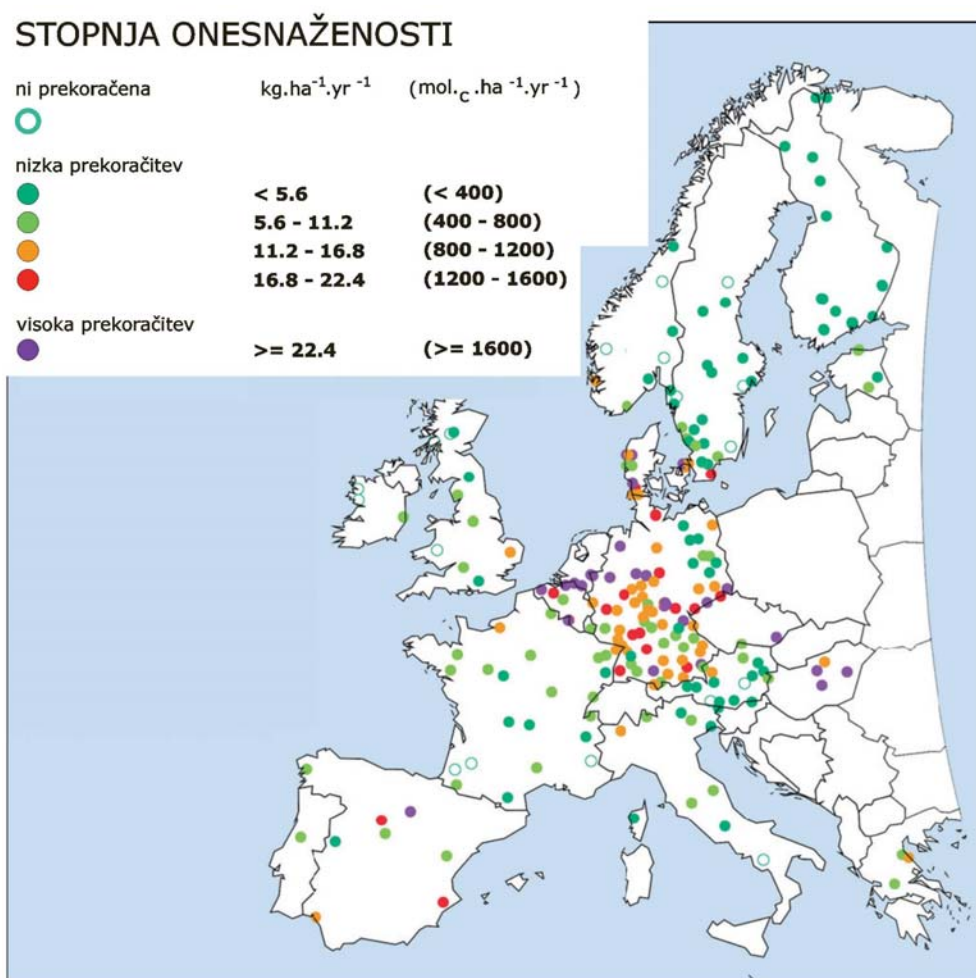 STOPNJA ONESNAŽENOSTI
ni prekoračena kg.ha⁻¹.yr ⁻¹ (mol.c .ha ⁻¹.yr⁻¹)
nizka prekoračitev
< 5.6 (< 400)
5.6 - 11.2 (400 - 800)
11.2 - 16.8 (800 - 1200)
16.8 - 22.4 (1200 - 1600)
visoka prekoračitev
>= 22.4 (>= 1600)